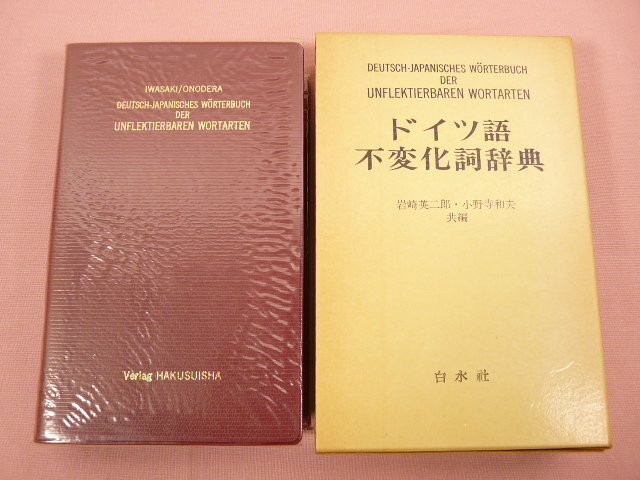 IWASAKI/ONODERA
DEUTSCH-JAPANISCHES WÖRTERBUCH
DER
UNFLEKTIERBAREN WORTARTEN
Verlag HAKUSUISHA
DEUTSCH-JAPANISCHES WÖRTERBUCH
DER
UNFLEKTIERBAREN WORTARTEN
ドイツ語
不変化詞辞典
岩崎英二郎・小野寺和夫
共編
白水社